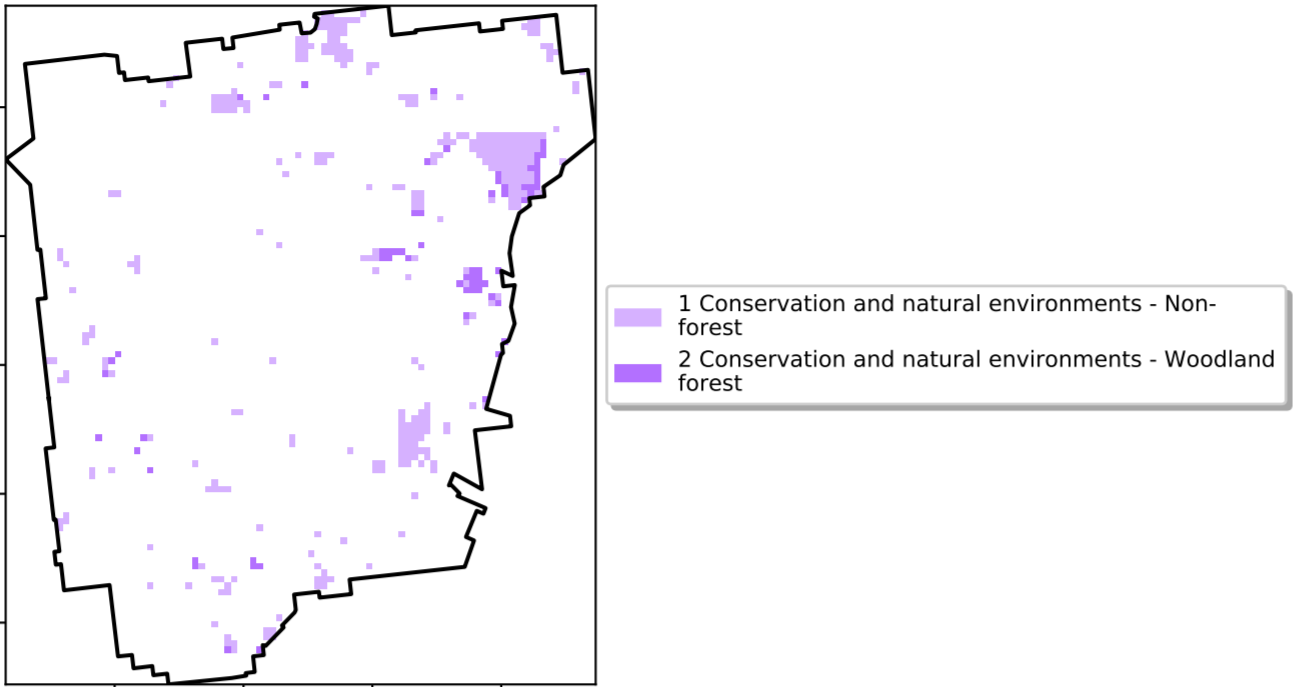 1 Conservation and natural environments - Non-
forest
2 Conservation and natural environments - Woodland
forest